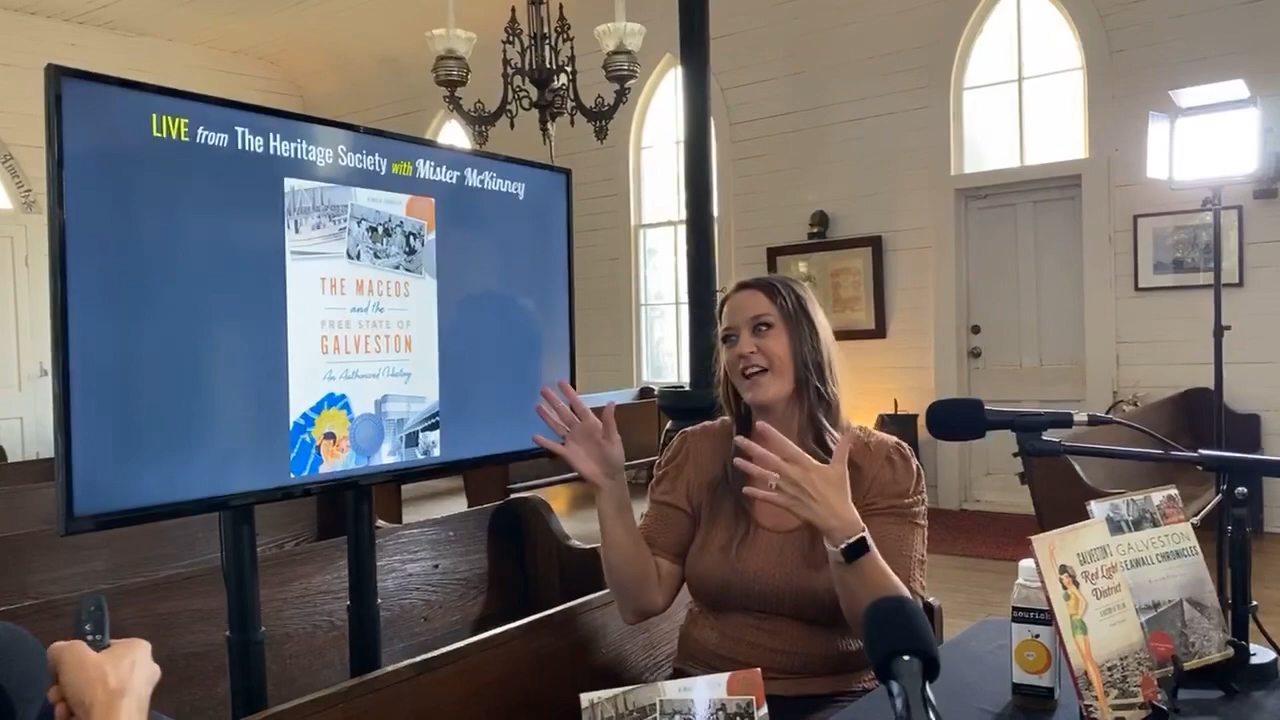 LIVE from The Heritage Society with Mister McKinney
THE MACEOS
and the
FREE STATE OF
GALVESTON
An Authorized History
Amen
nourish
GALVESTON'S
Red Light
District
GALVESTON
SEAWALL CHRONICLES